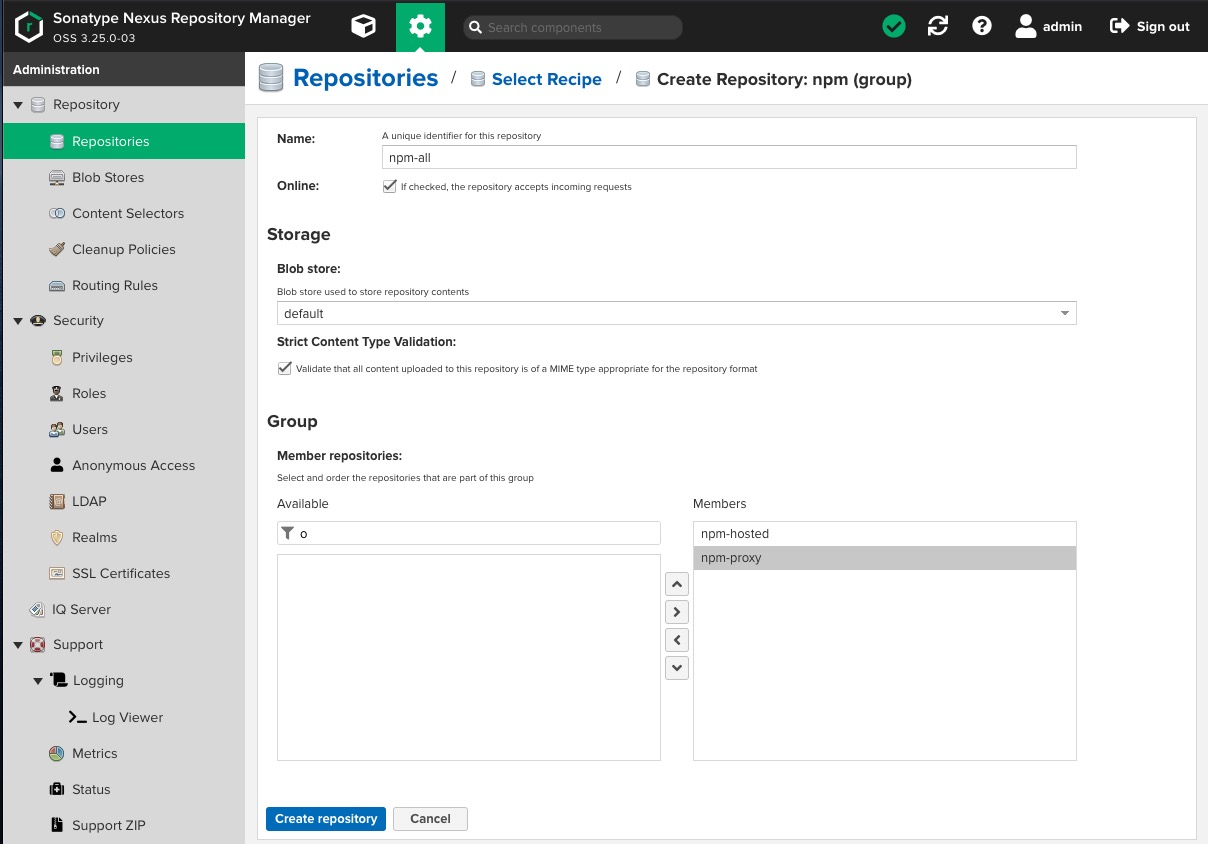 Sonatype Nexus Repository Manager
OSS 3.25.0-03
Search components
admin
Sign out
Administration
Repository
Repositories
Blob Stores
Content Selectors
Cleanup Policies
Routing Rules
Security
Privileges
Roles
Users
Anonymous Access
LDAP
Realms
SSL Certificates
IQ Server
Support
Logging
Log Viewer
Metrics
Status
Support ZIP
Repositories / Select Recipe / Create Repository: npm (group)
Name:
A unique identifier for this repository
npm-all
Online:
If checked, the repository accepts incoming requests
Storage
Blob store:
Blob store used to store repository contents
default
Strict Content Type Validation:
Validate that all content uploaded to this repository is of a MIME type appropriate for the repository format
Group
Member repositories:
Select and order the repositories that are part of this group
Available
o
Members
npm-hosted
npm-proxy
Create repository
Cancel